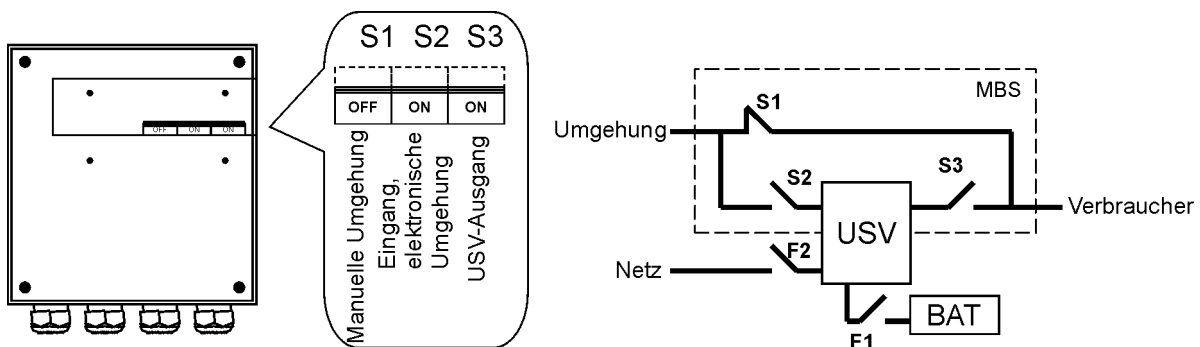 S1 S2 S3
OFF ON ON
OFF ON ON
Manuelle Umgehung
Eingang,
elektronische
Umgehung
USV-Ausgang
MBS
S1
Umgehung
S2
S3
USV
Verbraucher
F2
Netz
BAT
F1